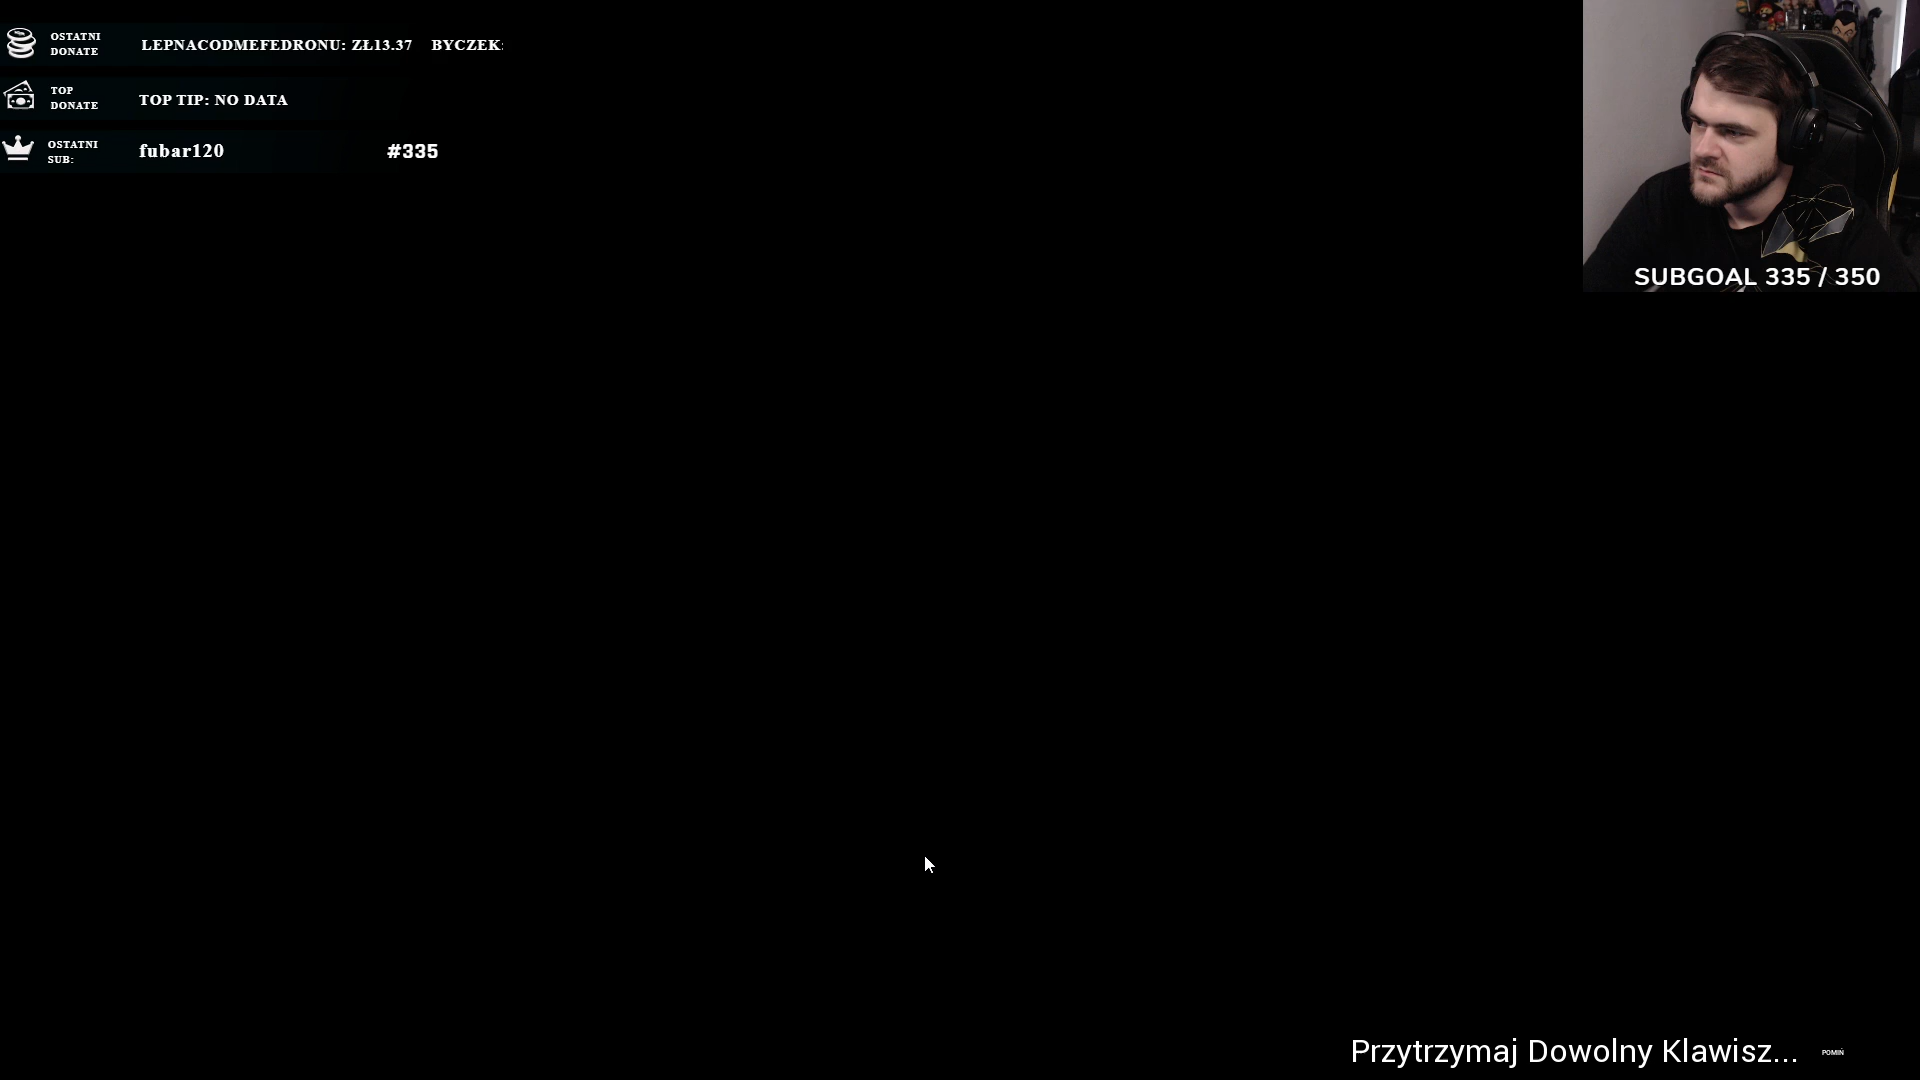 OSTATNI
DONATE
LEPNACODMEFEDRONU: ZŁ13.37 BYCZEK:
TOP
DONATE
TOP TIP: NO DATA
OSTATNI
SUB:
fubar120 #335
SUBGOAL 335 / 350
Przytrzymaj Dowolny Klawisz... POMIŃ